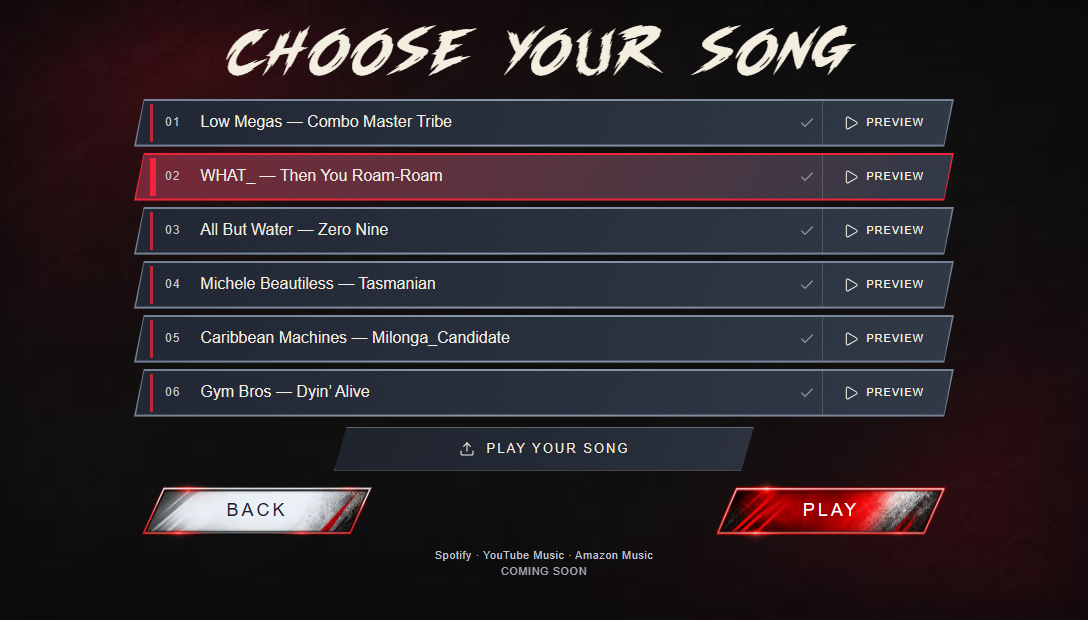 CHOOSE YOUR SONG
01 Low Megas — Combo Master Tribe PREVIEW
02 WHAT_ — Then You Roam-Roam PREVIEW
03 All But Water — Zero Nine PREVIEW
04 Michele Beautiless — Tasmanian PREVIEW
05 Caribbean Machines — Milonga_Candidate PREVIEW
06 Gym Bros — Dyin’ Alive PREVIEW
PLAY YOUR SONG
BACK PLAY
Spotify · YouTube Music · Amazon Music
COMING SOON